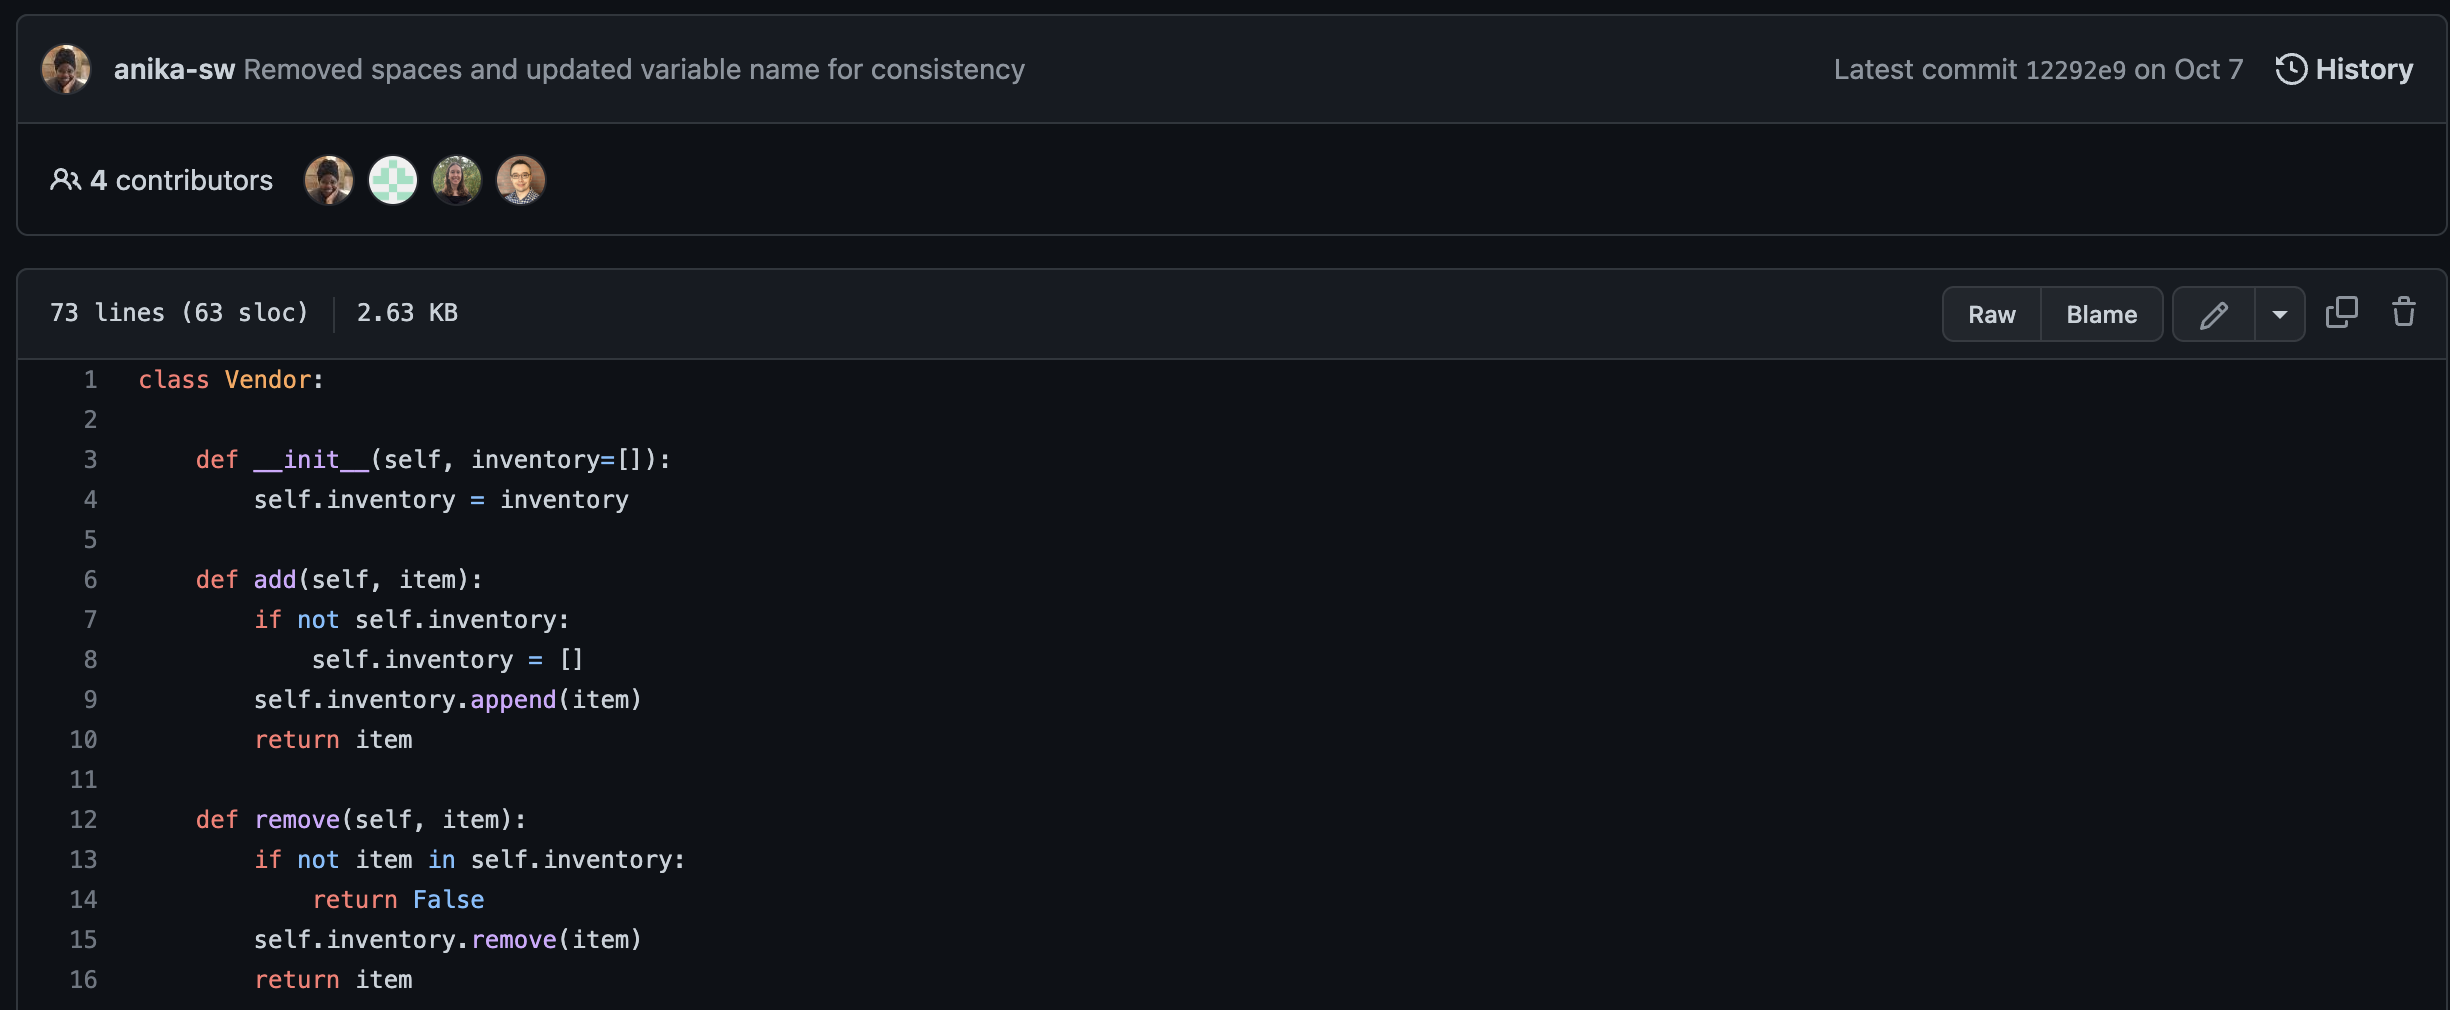 anika-sw Removed spaces and updated variable name for consistency
Latest commit 12292e9 on Oct 7 History
4 contributors
73 lines (63 sloc) 2.63 KB
Raw Blame
1 class Vendor:
2
3     def __init__(self, inventory=[]):
4         self.inventory = inventory
5
6     def add(self, item):
7         if not self.inventory:
8             self.inventory = []
9         self.inventory.append(item)
10         return item
11
12     def remove(self, item):
13         if not item in self.inventory:
14             return False
15         self.inventory.remove(item)
16         return item